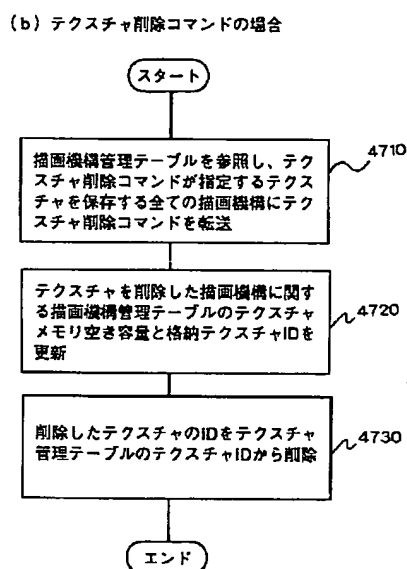 (b) テクスチャ削除コマンドの場合
スタート
描画機構管理テーブルを参照し、テク
スチャ削除コマンドが指定するテクス
チャを保存する全ての描画機構にテク
スチャ削除コマンドを転送
4710
テクスチャを削除した描画機構に関す
る描画機構管理テーブルのテクスチャ
メモリ空き容量と格納テクスチャIDを
更新
4720
削除したテクスチャのIDをテクスチャ
管理テーブルのテクスチャIDから削除
4730
エンド